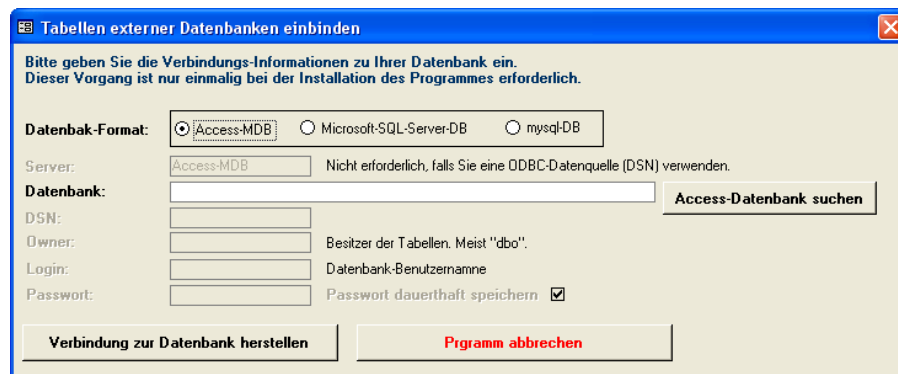 Tabellen externer Datenbanken einbinden
Bitte geben Sie die Verbindungs-Informationen zu Ihrer Datenbank ein.
Dieser Vorgang ist nur einmalig bei der Installation des Programmes erforderlich.
Datenbak-Format: Access-MDB Microsoft-SQL-Server-DB mysql-DB
Server: Access-MDB Nicht erforderlich, falls Sie eine ODBC-Datenquelle (DSN) verwenden.
Datenbank: Access-Datenbank suchen
DSN:
Owner: Besitzer der Tabellen. Meist "dbo".
Login: Datenbank-Benutzernamne
Passwort: Passwort dauerthaft speichern
Verbindung zur Datenbank herstellen Prgramm abbrechen